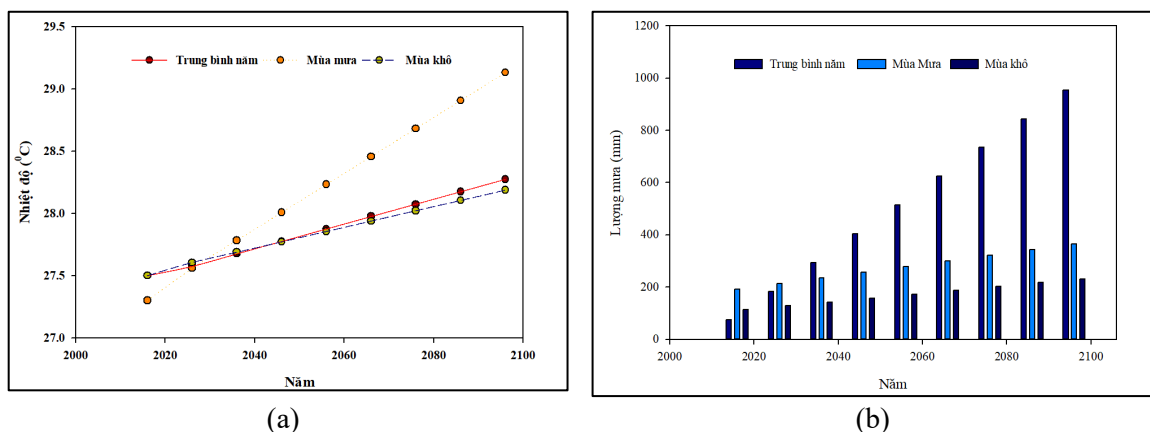 29.5
29.0
28.5
28.0
27.5
27.0
Nhiệt độ (⁰C)
Trung bình năm Mùa mưa Mùa khô
2000 2020 2040 2060 2080 2100
Năm
(a)
1200
1000
800
600
400
200
0
Lượng mưa (mm)
Trung bình năm Mùa Mưa Mùa khô
2000 2020 2040 2060 2080 2100
Năm
(b)